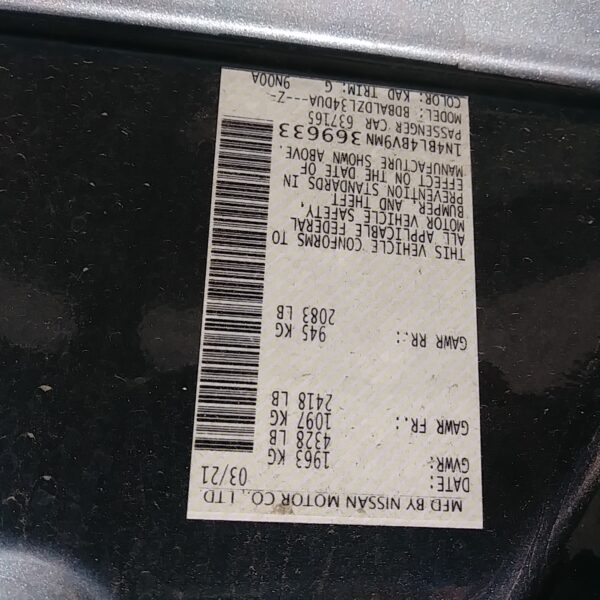 MFD BY NISSAN MOTOR CO., LTD
DATE: 03/21
GVWR: 1963 KG
4328 LB
GAWR FR.: 1097 KG
2418 LB
GAWR RR.: 945 KG
2083 LB
THIS VEHICLE CONFORMS TO
ALL APPLICABLE FEDERAL
MOTOR VEHICLE SAFETY,
BUMPER AND THEFT
PREVENTION STANDARDS IN
EFFECT ON THE DATE OF
MANUFACTURE SHOWN ABOVE.
1N4BL4BV9MN369633
PASSENGER CAR 637165
MODEL: BDBALDZL34DUA---Z-
COLOR: KAD TRIM: G
9N00A